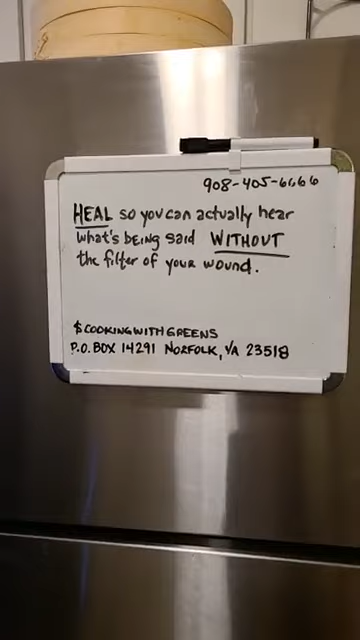 908-405-6666
HEAL so you can actually hear
what's being said WITHOUT
the filter of your wound.
$COOKINGWITHGREENS
P.O. BOX 14291 NORFOLK, VA 23518